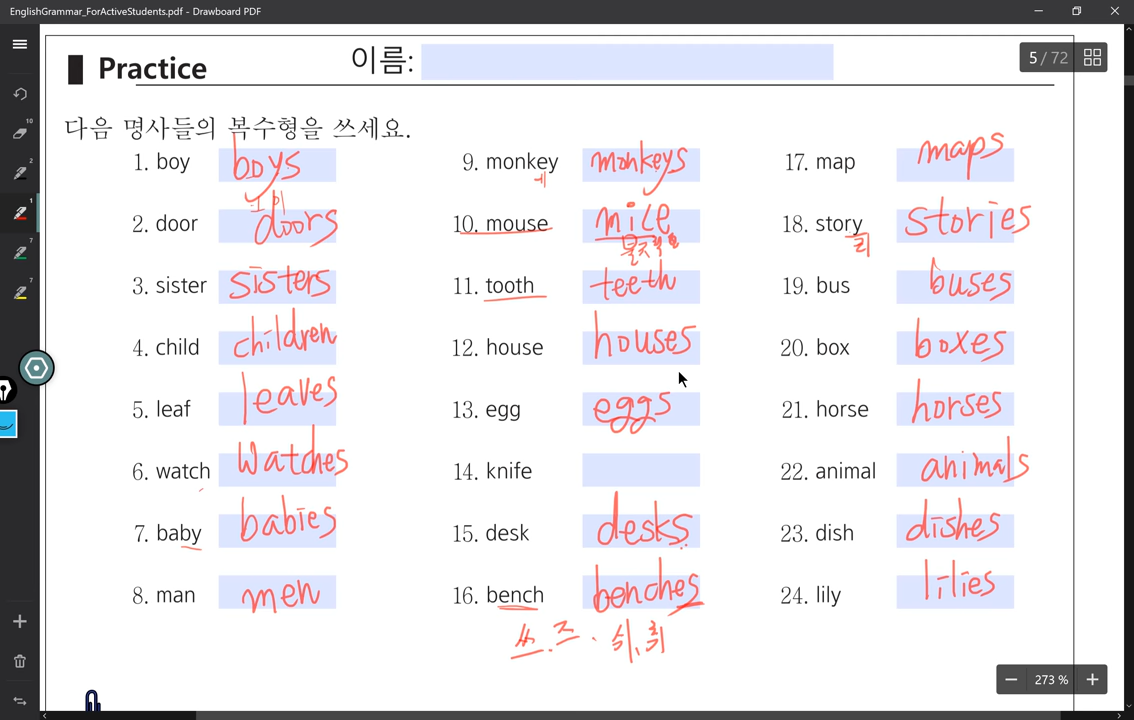 EnglishGrammar_ForActiveStudents.pdf - Drawboard PDF
Practice 이름:
5 / 72
다음 명사들의 복수형을 쓰세요.
1. boy boys 9. monkey monkeys 17. map maps
2. door doors 10. mouse mice 18. story stories
3. sister sisters 11. tooth teeth 19. bus buses
4. child children 12. house houses 20. box boxes
5. leaf leaves 13. egg eggs 21. horse horses
6. watch Watches 14. knife 22. animal animals
7. baby babies 15. desk desks 23. dish dishes
8. man men 16. bench benches 24. lily lilies
273 %